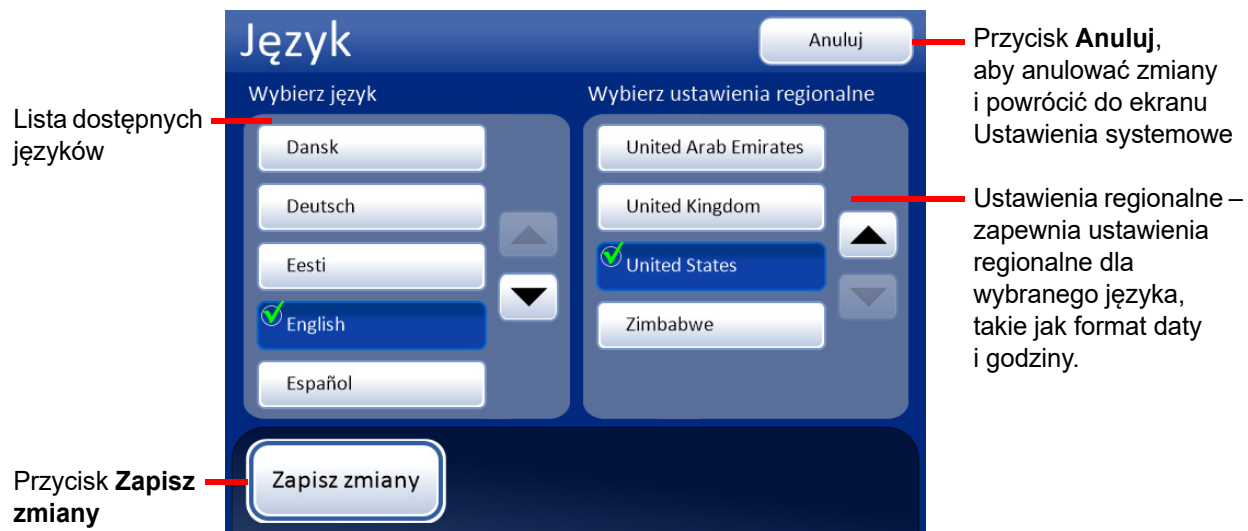 Język
Anuluj
Wybierz język
Wybierz ustawienia regionalne
Dansk
Deutsch
Eesti
English
Español
United Arab Emirates
United Kingdom
United States
Zimbabwe
Zapisz zmiany
Lista dostępnych
języków
Przycisk Zapisz
zmiany
Przycisk Anuluj,
aby anulować zmiany
i powrócić do ekranu
Ustawienia systemowe
Ustawienia regionalne –
zapewnia ustawienia
regionalne dla
wybranego języka,
takie jak format daty
i godziny.